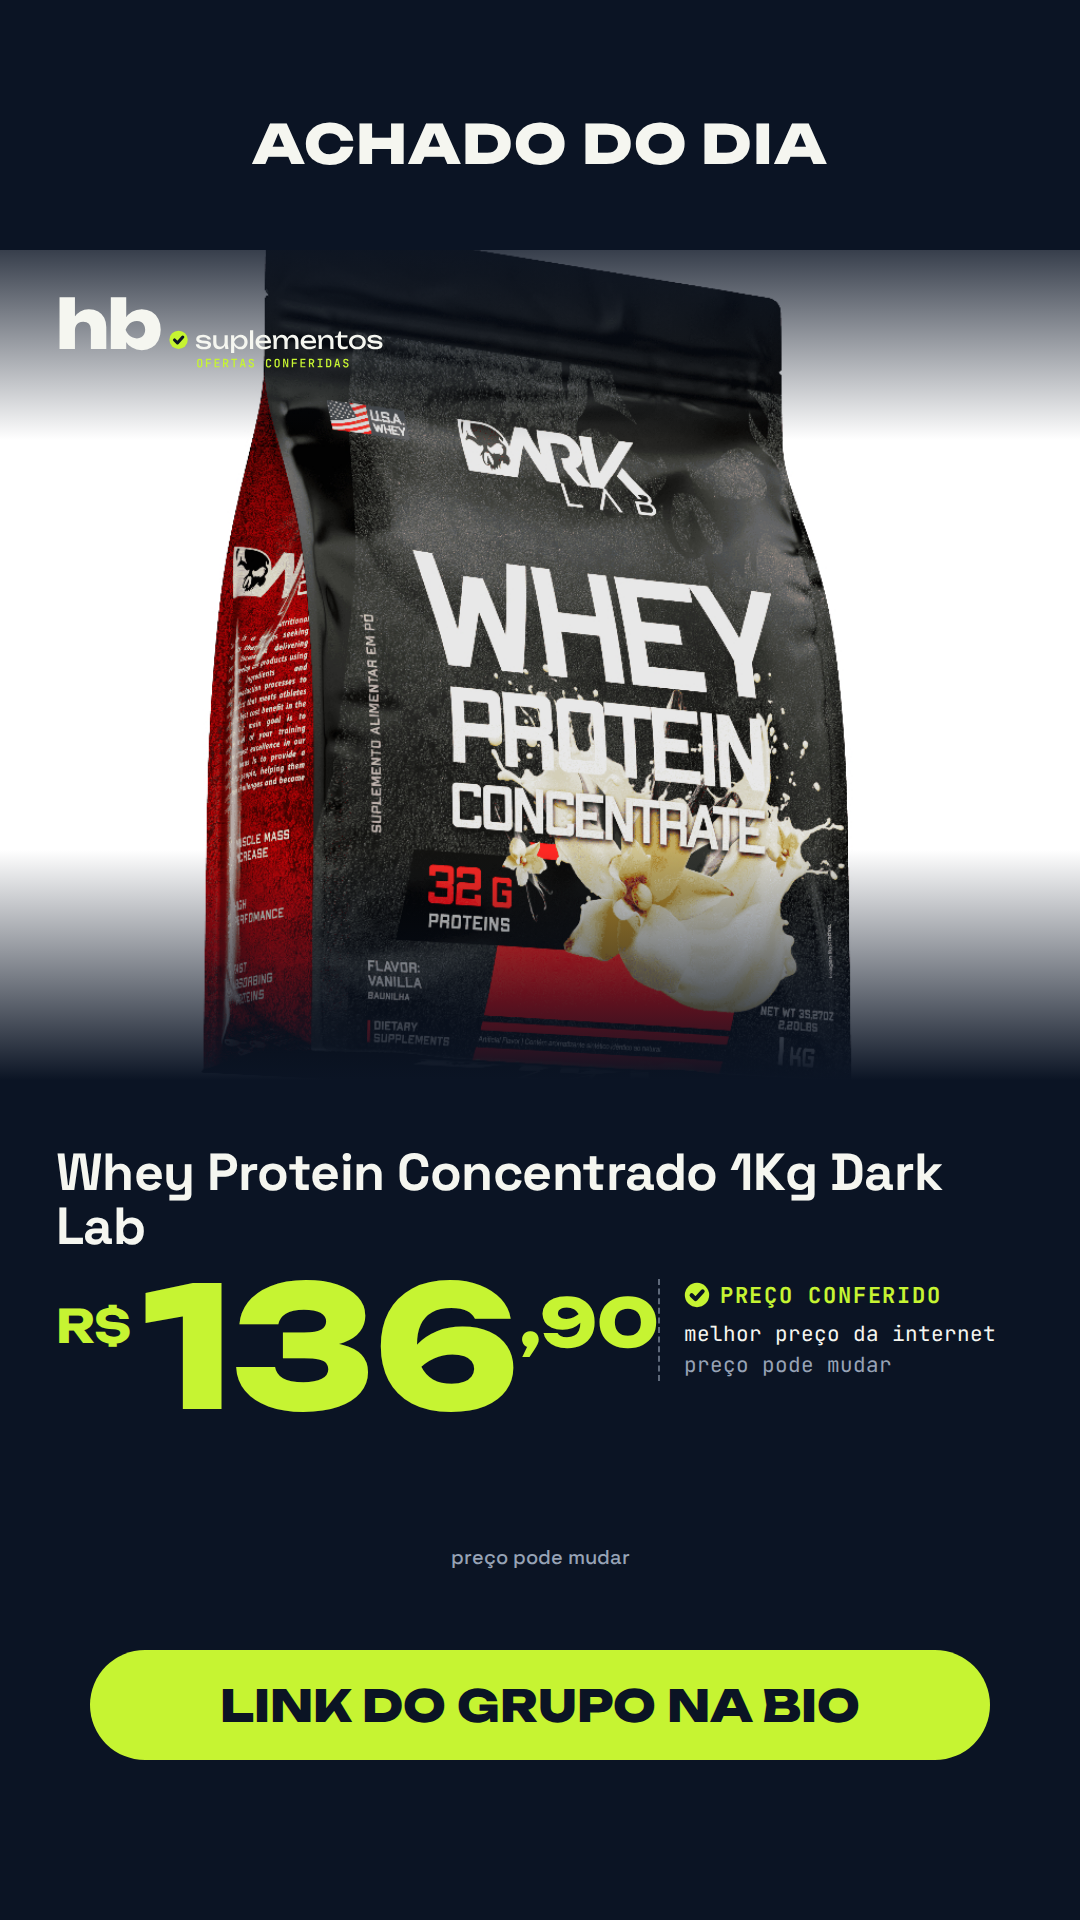 ACHADO DO DIA
hb suplementos
OFERTAS CONFERIDAS
U.S.A.
WHEY
DARK
LAB
WHEY
PROTEIN
CONCENTRATE
SUPLEMENTO ALIMENTAR EM PÓ
32 G
PROTEINS
FLAVOR:
VANILLA
BAUNILHA
DIETARY
SUPPLEMENTS
NET WT 35,27OZ
2,20LBS
1 KG
Whey Protein Concentrado 1Kg Dark
Lab
R$ 136,90
PREÇO CONFERIDO
melhor preço da internet
preço pode mudar
preço pode mudar
LINK DO GRUPO NA BIO